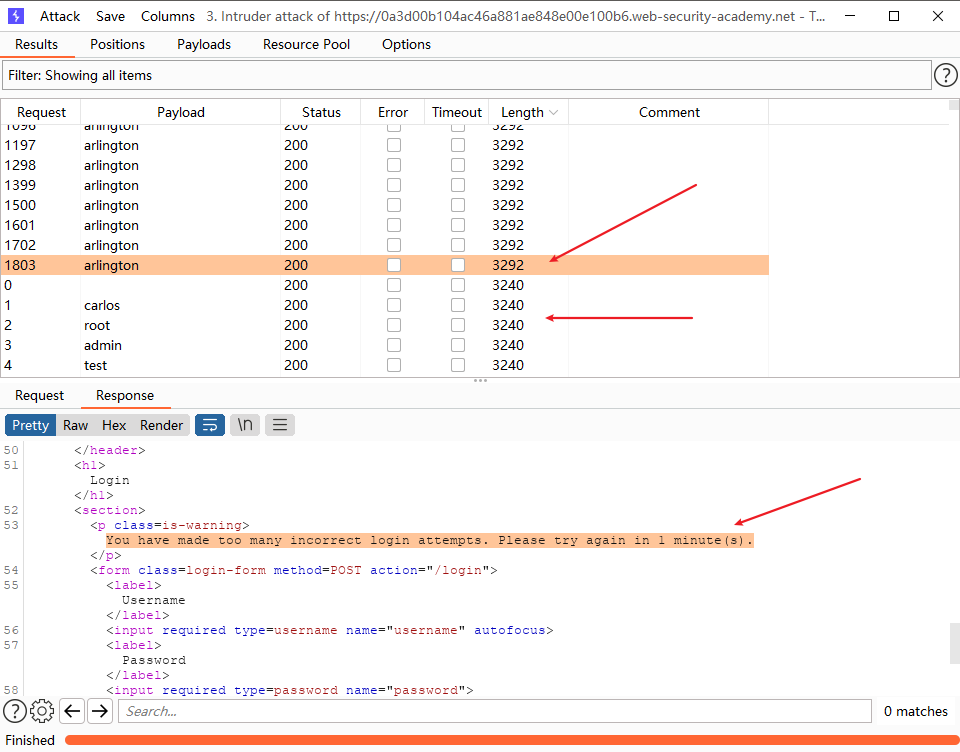 Attack Save Columns 3. Intruder attack of https://0a3d00b104ac46a881ae848e00e100b6.web-security-academy.net - T...
Results Positions Payloads Resource Pool Options
Filter: Showing all items ?
Request Payload Status Error Timeout Length Comment
1096 arlington 200 3292
1197 arlington 200 3292
1298 arlington 200 3292
1399 arlington 200 3292
1500 arlington 200 3292
1601 arlington 200 3292
1702 arlington 200 3292
1803 arlington 200 3292
0 200 3240
1 carlos 200 3240
2 root 200 3240
3 admin 200 3240
4 test 200 3240
Request Response
Pretty Raw Hex Render \n
50 </header>
51 <h1>
Login
</h1>
52 <section>
53 <p class=is-warning>
You have made too many incorrect login attempts. Please try again in 1 minute(s).
</p>
54 <form class=login-form method=POST action="/login">
55 <label>
Username
</label>
56 <input required type=username name="username" autofocus>
57 <label>
Password
</label>
58 <input required type=password name="password">
? Search... 0 matches
Finished